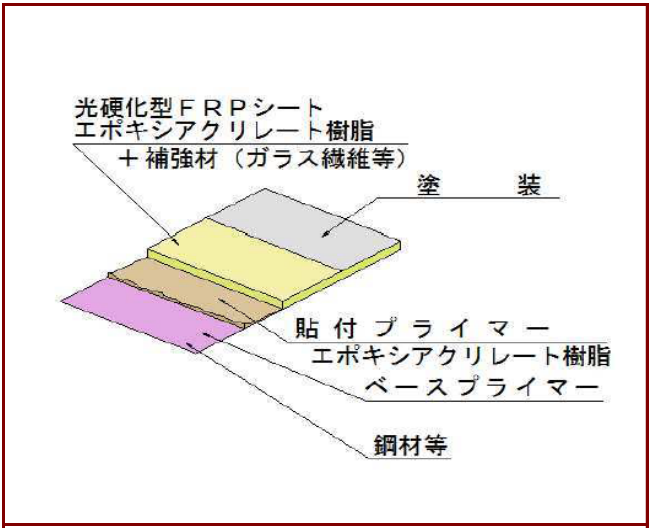 光硬化型FRPシート
エポキシアクリレート樹脂
+補強材(ガラス繊維等)
塗装
貼付プライマー
エポキシアクリレート樹脂
ベースプライマー
鋼材等